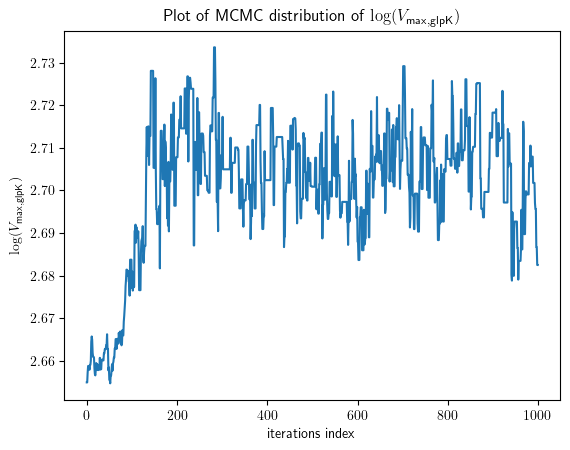 Plot of MCMC distribution of log(V_max,glpK)
log(V_max,glpK)
2.73
2.72
2.71
2.70
2.69
2.68
2.67
2.66
0 200 400 600 800 1000
iterations index